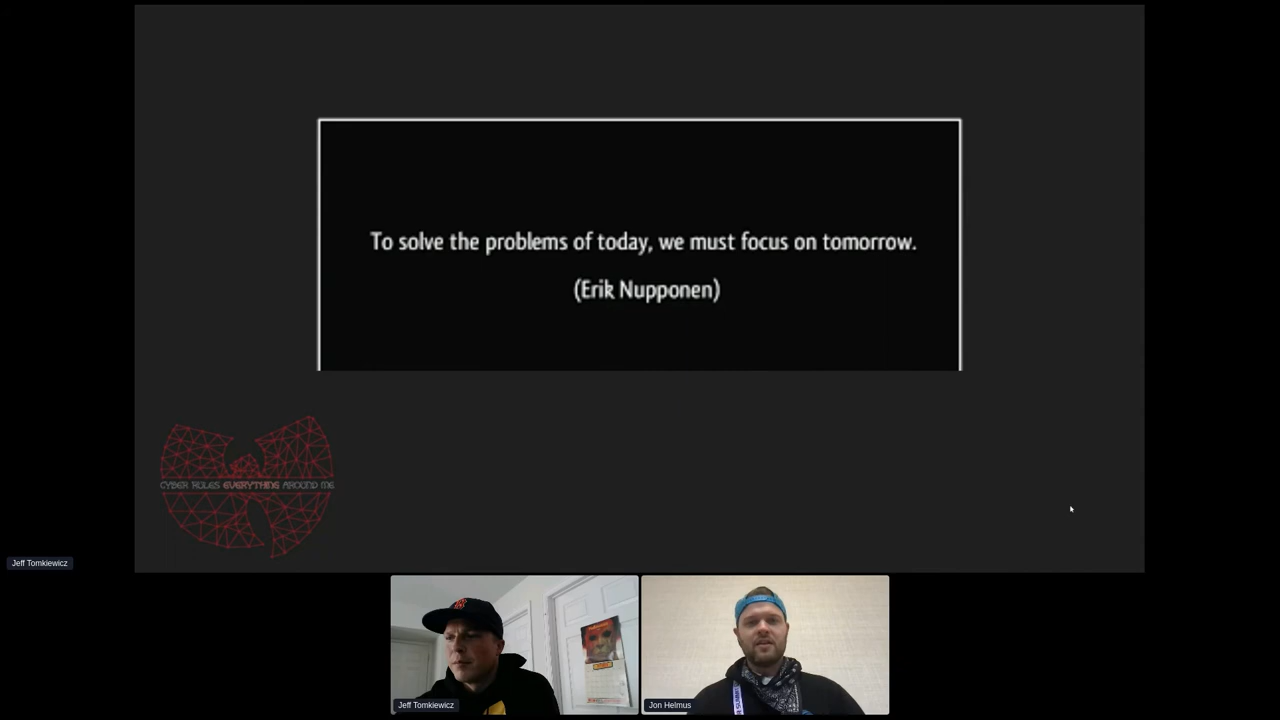 To solve the problems of today, we must focus on tomorrow.
(Erik Nupponen)
CYBER RULES EVERYTHING AROUND ME
Jeff Tomkiewicz
Jeff Tomkiewicz
Jon Helmus